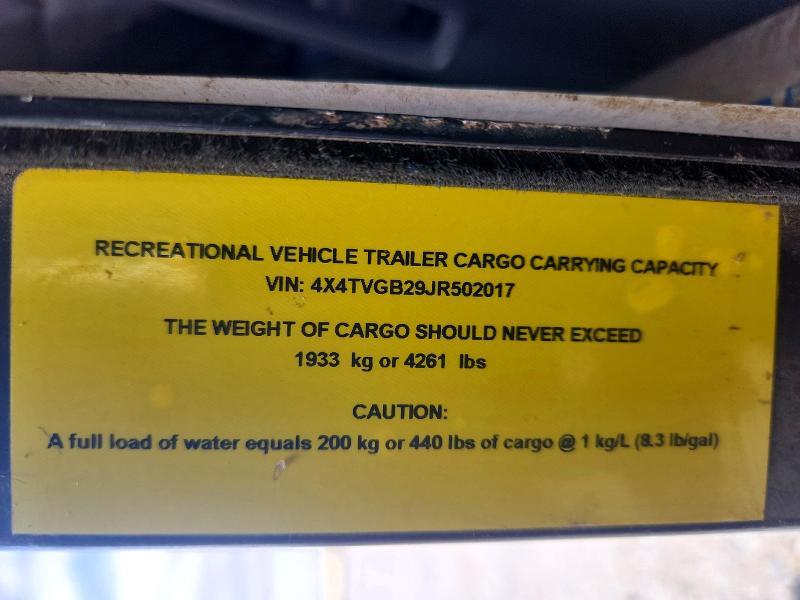 RECREATIONAL VEHICLE TRAILER CARGO CARRYING CAPACITY
VIN: 4X4TVGB29JR502017
THE WEIGHT OF CARGO SHOULD NEVER EXCEED
1933 kg or 4261 lbs
CAUTION:
A full load of water equals 200 kg or 440 lbs of cargo @ 1 kg/L (8.3 lb/gal)